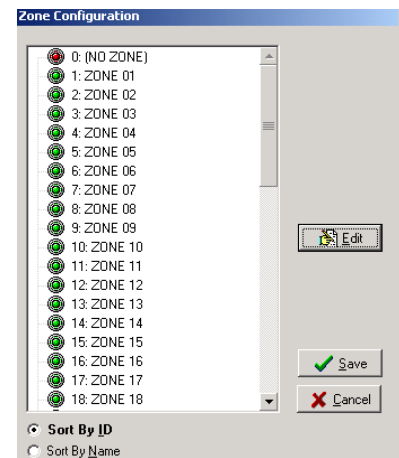 Zone Configuration
0: (NO ZONE)
1: ZONE 01
2: ZONE 02
3: ZONE 03
4: ZONE 04
5: ZONE 05
6: ZONE 06
7: ZONE 07
8: ZONE 08
9: ZONE 09
10: ZONE 10
11: ZONE 11
12: ZONE 12
13: ZONE 13
14: ZONE 14
15: ZONE 15
16: ZONE 16
17: ZONE 17
18: ZONE 18
Edit
Save
Cancel
Sort By ID
Sort By Name